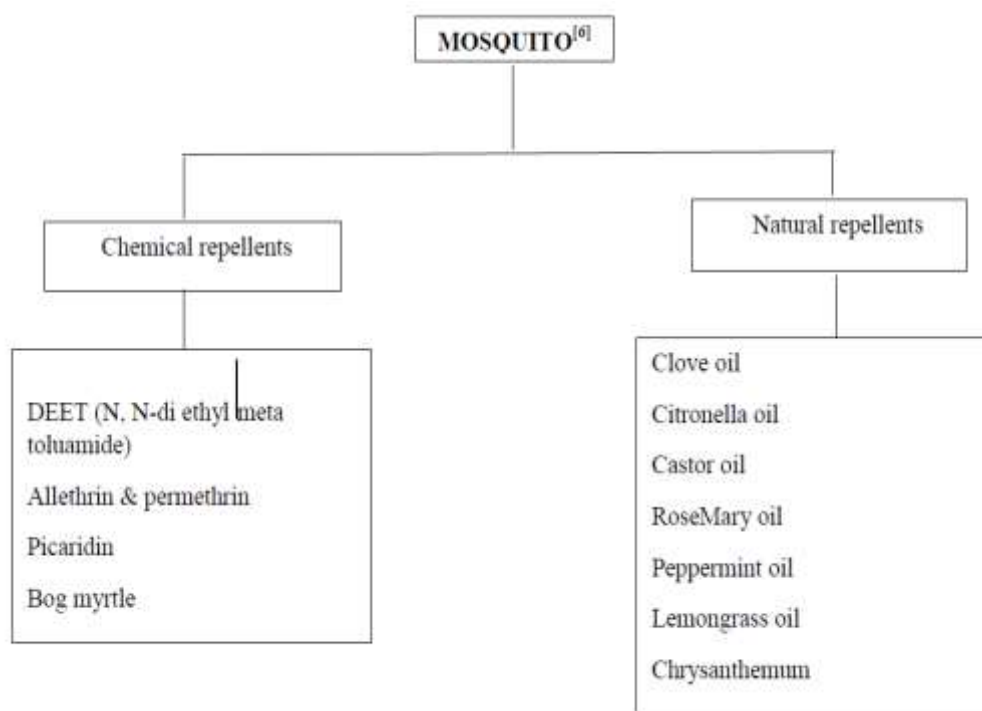 MOSQUITO[6]
Chemical repellents
Natural repellents
DEET (N, N-di ethyl meta
toluamide)
Allethrin & permethrin
Picaridin
Bog myrtle
Clove oil
Citronella oil
Castor oil
RoseMary oil
Peppermint oil
Lemongrass oil
Chrysanthemum